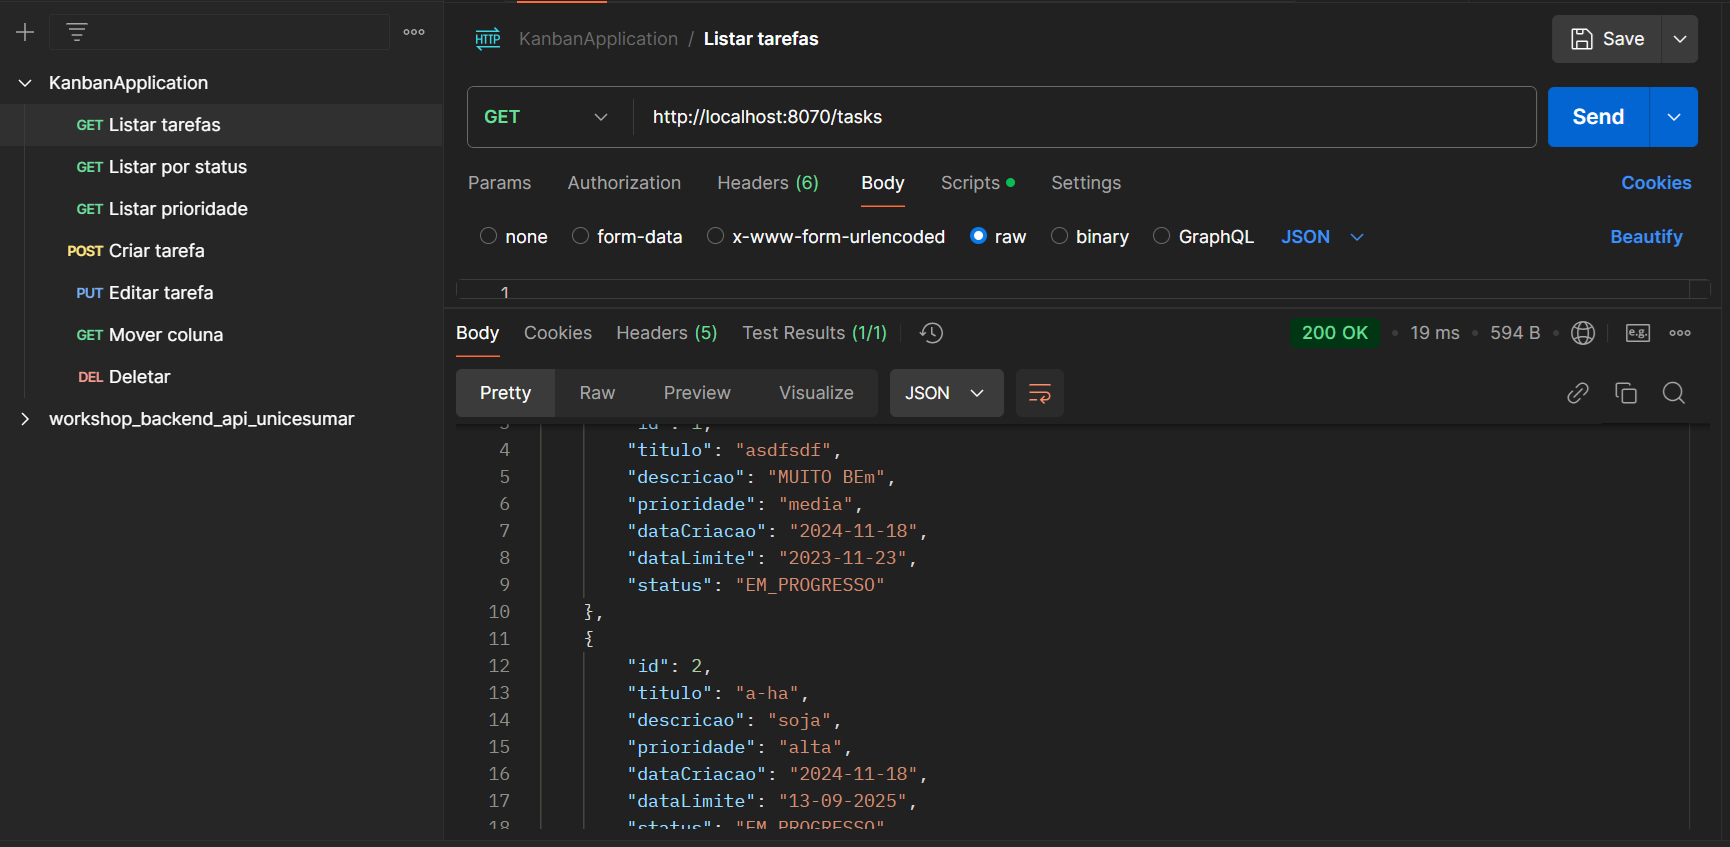 KanbanApplication
GET Listar tarefas
GET Listar por status
GET Listar prioridade
POST Criar tarefa
PUT Editar tarefa
GET Mover coluna
DEL Deletar
workshop_backend_api_unicesumar
HTTP KanbanApplication / Listar tarefas
Save
GET http://localhost:8070/tasks
Send
Params Authorization Headers (6) Body Scripts Settings Cookies
none form-data x-www-form-urlencoded raw binary GraphQL JSON Beautify
1
Body Cookies Headers (5) Test Results (1/1) 200 OK • 19 ms • 594 B • e.g.
Pretty Raw Preview Visualize JSON
3 "id": 1,
4 "titulo": "asdfsdf",
5 "descricao": "MUITO BEm",
6 "prioridade": "media",
7 "dataCriacao": "2024-11-18",
8 "dataLimite": "2023-11-23",
9 "status": "EM_PROGRESSO"
10 },
11 {
12 "id": 2,
13 "titulo": "a-ha",
14 "descricao": "soja",
15 "prioridade": "alta",
16 "dataCriacao": "2024-11-18",
17 "dataLimite": "13-09-2025",
18 "status": "EM_PROGRESSO"